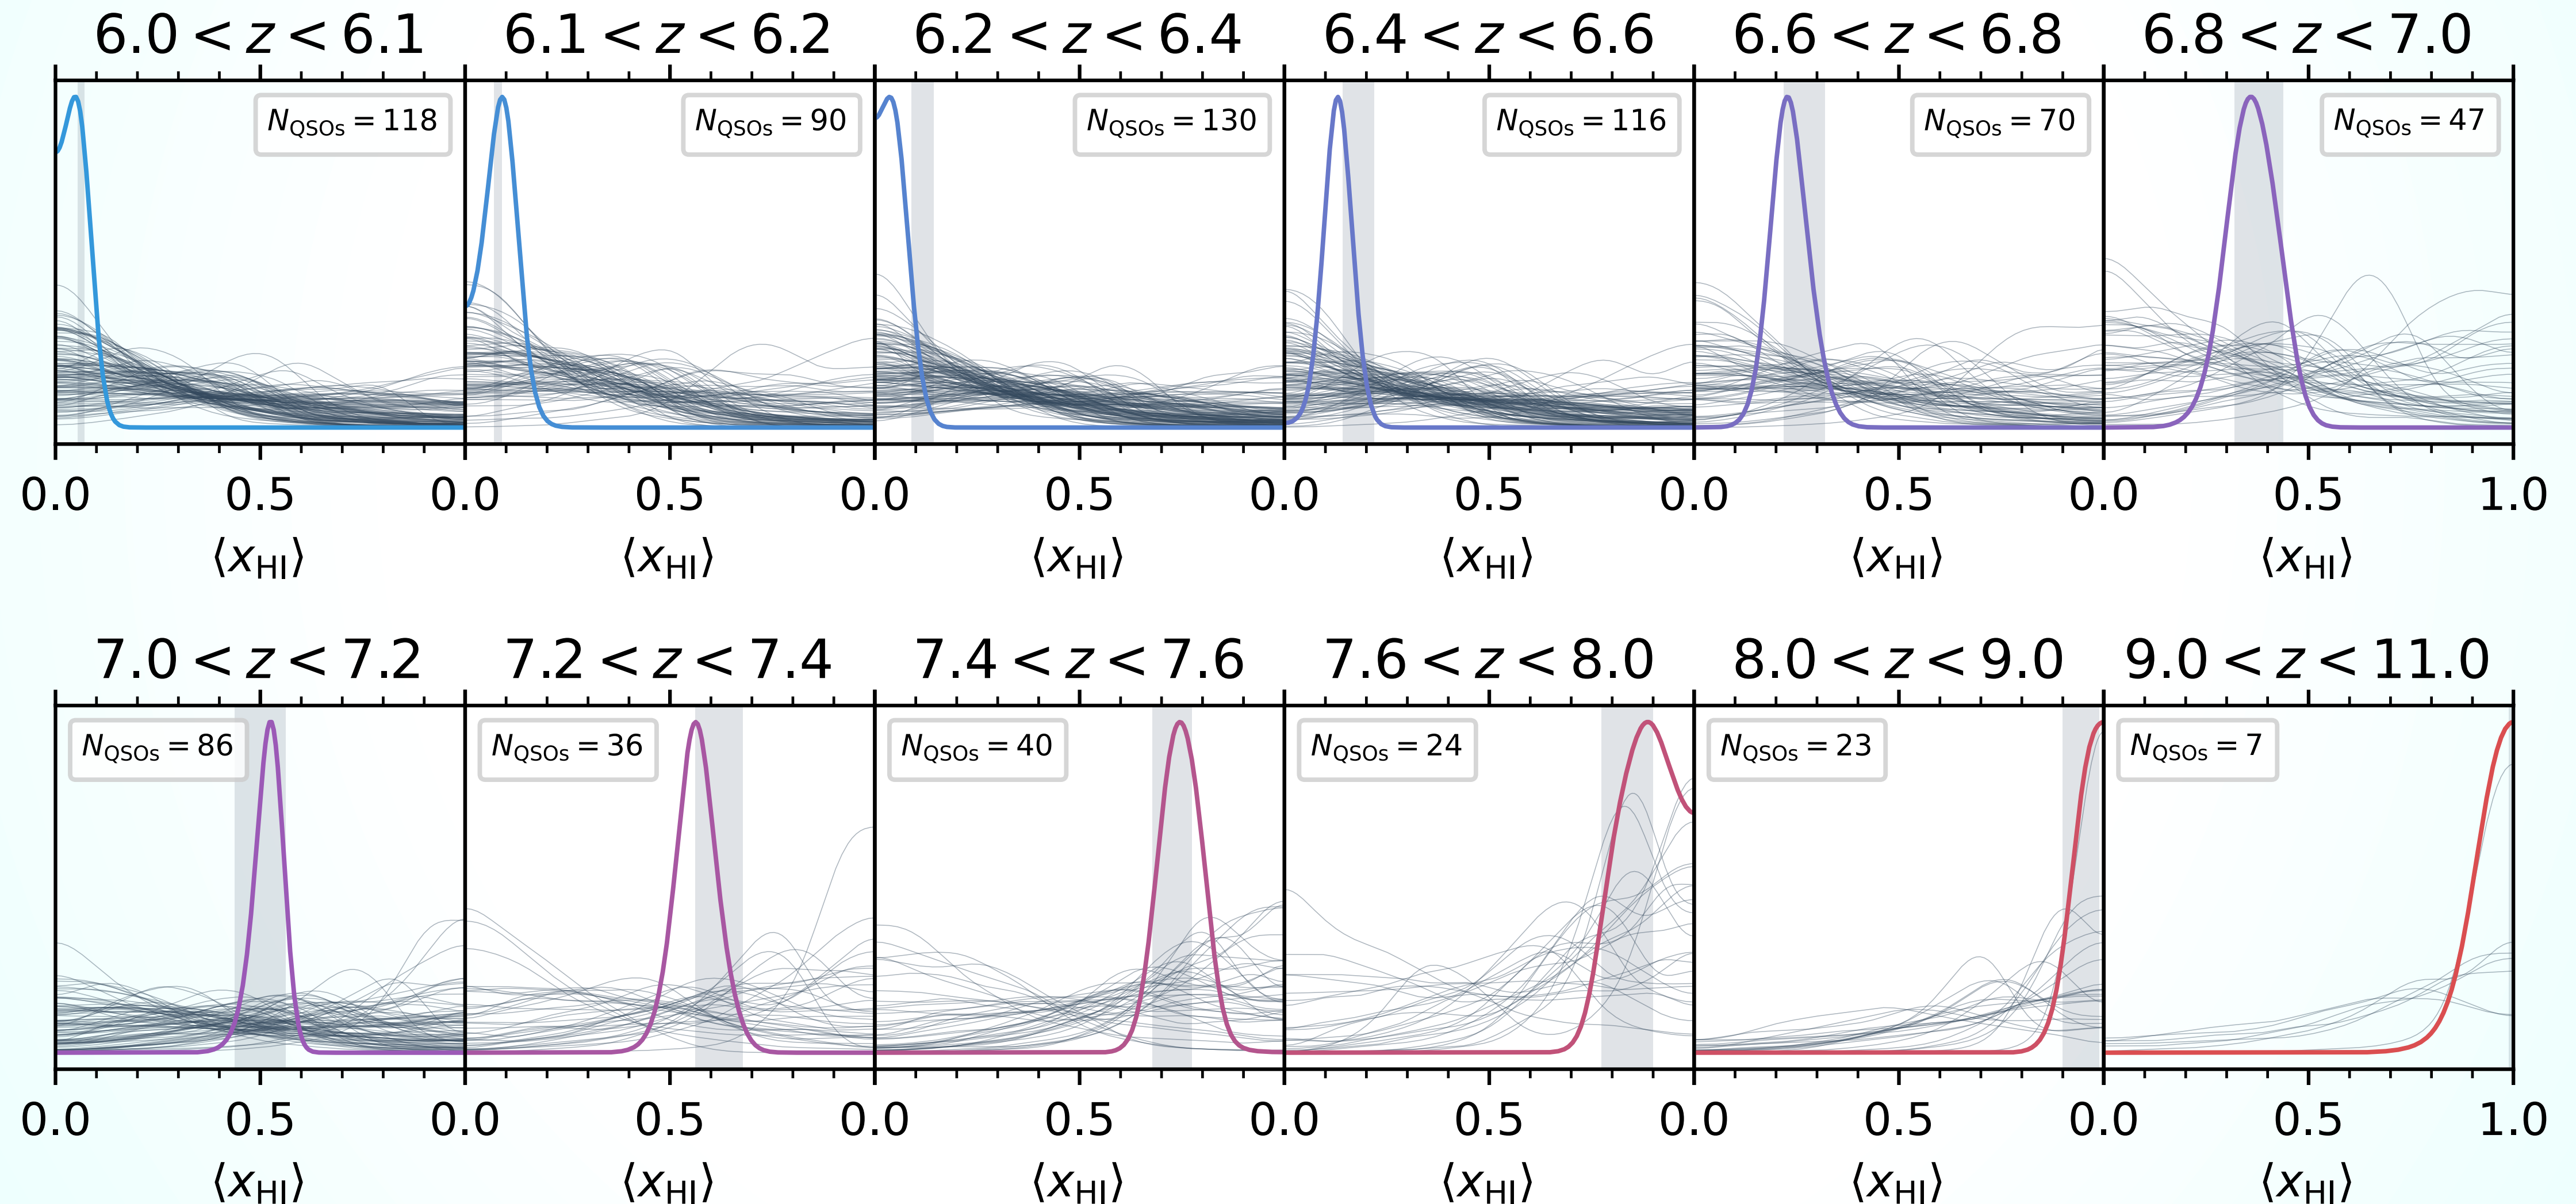 6.0 < z < 6.1 6.1 < z < 6.2 6.2 < z < 6.4 6.4 < z < 6.6 6.6 < z < 6.8 6.8 < z < 7.0
N_QSOs = 118 N_QSOs = 90 N_QSOs = 130 N_QSOs = 116 N_QSOs = 70 N_QSOs = 47
0.0 0.5 0.0 0.5 0.0 0.5 0.0 0.5 0.0 0.5 0.0 0.5 1.0
⟨x_HI⟩ ⟨x_HI⟩ ⟨x_HI⟩ ⟨x_HI⟩ ⟨x_HI⟩ ⟨x_HI⟩
7.0 < z < 7.2 7.2 < z < 7.4 7.4 < z < 7.6 7.6 < z < 8.0 8.0 < z < 9.0 9.0 < z < 11.0
N_QSOs = 86 N_QSOs = 36 N_QSOs = 40 N_QSOs = 24 N_QSOs = 23 N_QSOs = 7
0.0 0.5 0.0 0.5 0.0 0.5 0.0 0.5 0.0 0.5 0.0 0.5 1.0
⟨x_HI⟩ ⟨x_HI⟩ ⟨x_HI⟩ ⟨x_HI⟩ ⟨x_HI⟩ ⟨x_HI⟩